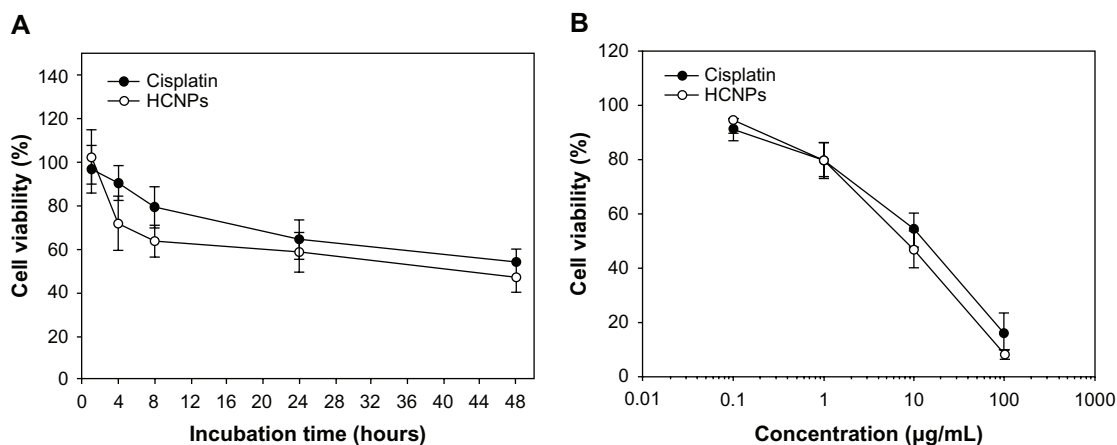 A
Cell viability (%)
140
120
100
80
60
40
20
0
Cisplatin
HCNPs
0 4 8 12 16 20 24 28 32 36 40 44 48
Incubation time (hours)
B
Cell viability (%)
120
100
80
60
40
20
0
Cisplatin
HCNPs
0.01 0.1 1 10 100 1000
Concentration (µg/mL)